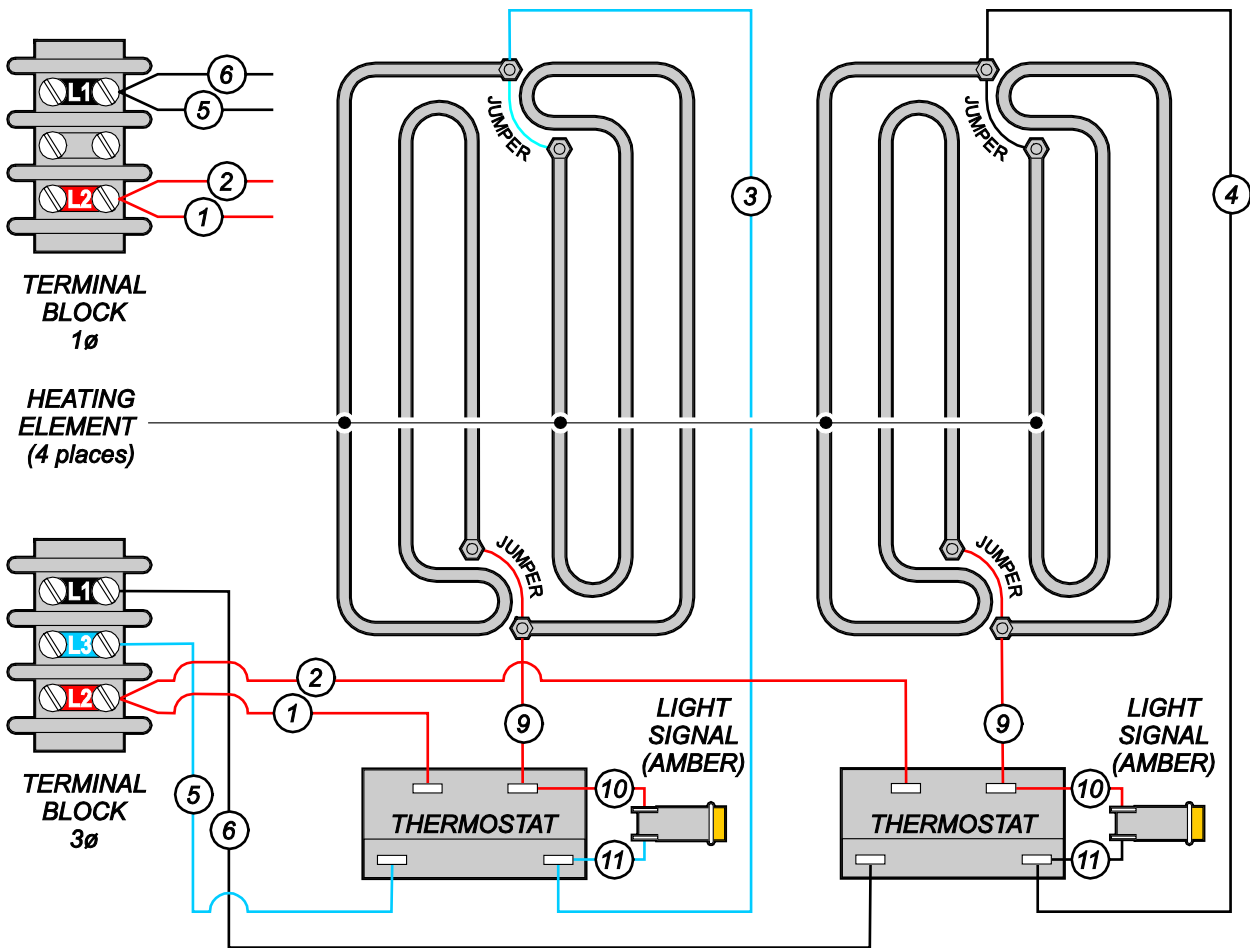 L1
6
5
L2
2
1
TERMINAL
BLOCK
1ø
JUMPER
3
JUMPER
4
HEATING
ELEMENT
(4 places)
JUMPER
JUMPER
L1
L3
L2
2
1
9
LIGHT
SIGNAL
(AMBER)
9
LIGHT
SIGNAL
(AMBER)
TERMINAL
BLOCK
3ø
5
6
THERMOSTAT
10
11
THERMOSTAT
10
11